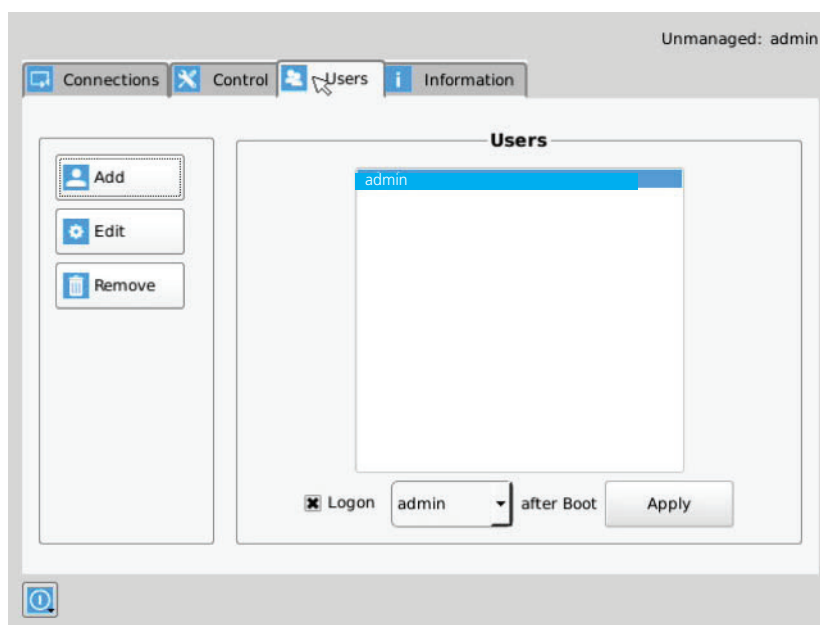 Unmanaged: admin
Connections Control Users Information
Users
Add
admin
Edit
Remove
Logon admin after Boot Apply